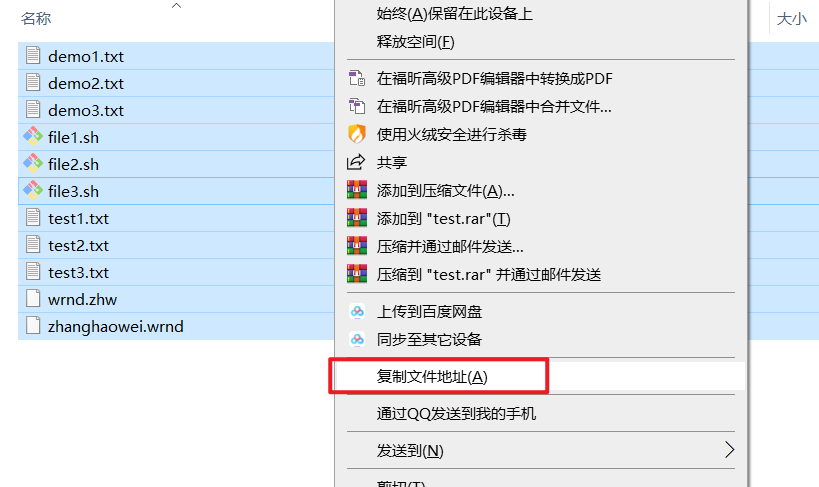 名称
大小
demo1.txt
demo2.txt
demo3.txt
file1.sh
file2.sh
file3.sh
test1.txt
test2.txt
test3.txt
wrnd.zhw
zhanghaowei.wrnd
始终(A)保留在此设备上
释放空间(F)
在福昕高级PDF编辑器中转换成PDF
在福昕高级PDF编辑器中合并文件...
使用火绒安全进行杀毒
共享
添加到压缩文件(A)...
添加到 "test.rar"(T)
压缩并通过邮件发送...
压缩到 "test.rar" 并通过邮件发送
上传到百度网盘
同步至其它设备
复制文件地址(A)
通过QQ发送到我的手机
发送到(N)
剪切(T)